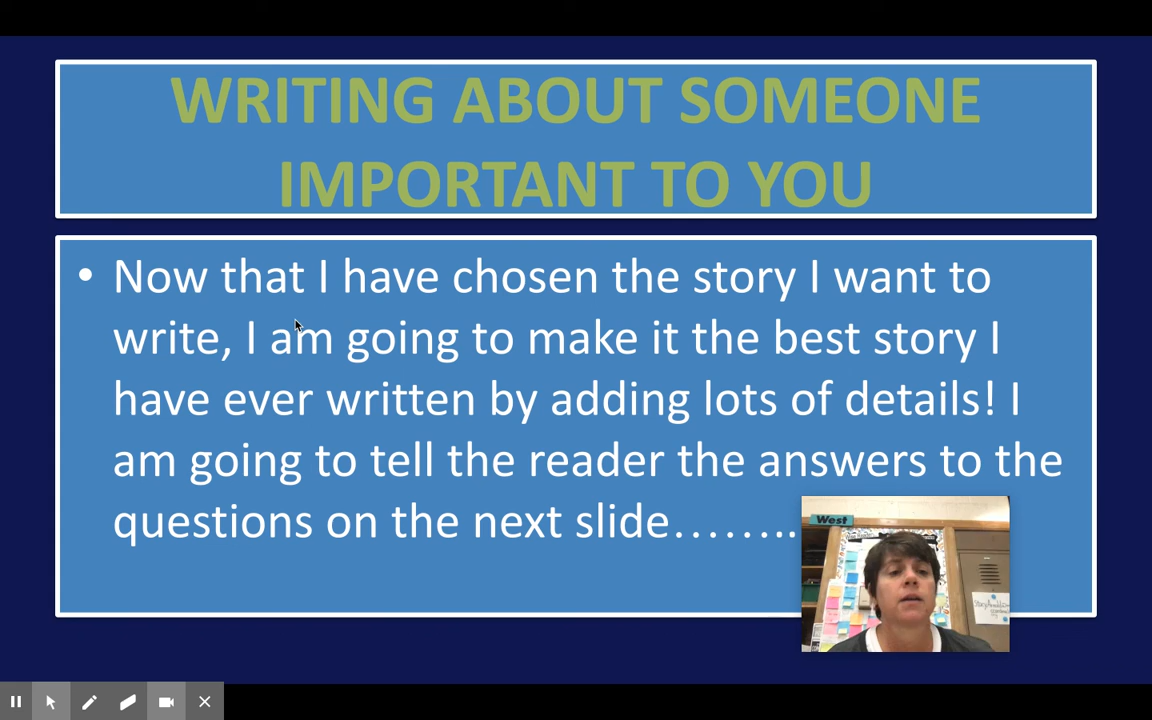 WRITING ABOUT SOMEONE
IMPORTANT TO YOU
• Now that I have chosen the story I want to
write, I am going to make it the best story I
have ever written by adding lots of details! I
am going to tell the reader the answers to the
questions on the next slide……..
West